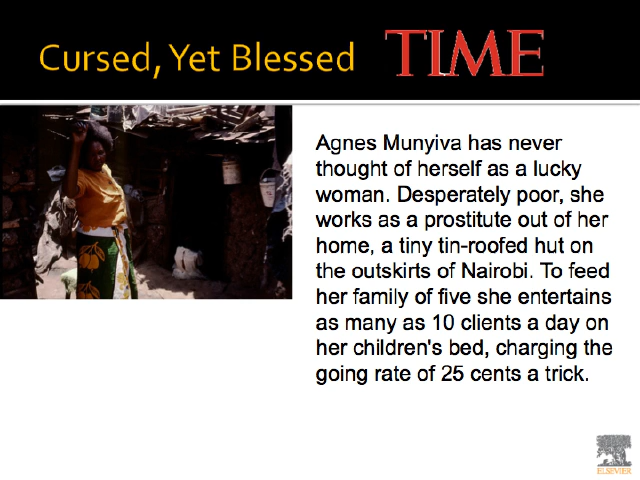 Cursed, Yet Blessed TIME
Agnes Munyiva has never
thought of herself as a lucky
woman. Desperately poor, she
works as a prostitute out of her
home, a tiny tin-roofed hut on
the outskirts of Nairobi. To feed
her family of five she entertains
as many as 10 clients a day on
her children's bed, charging the
going rate of 25 cents a trick.
ELSEVIER